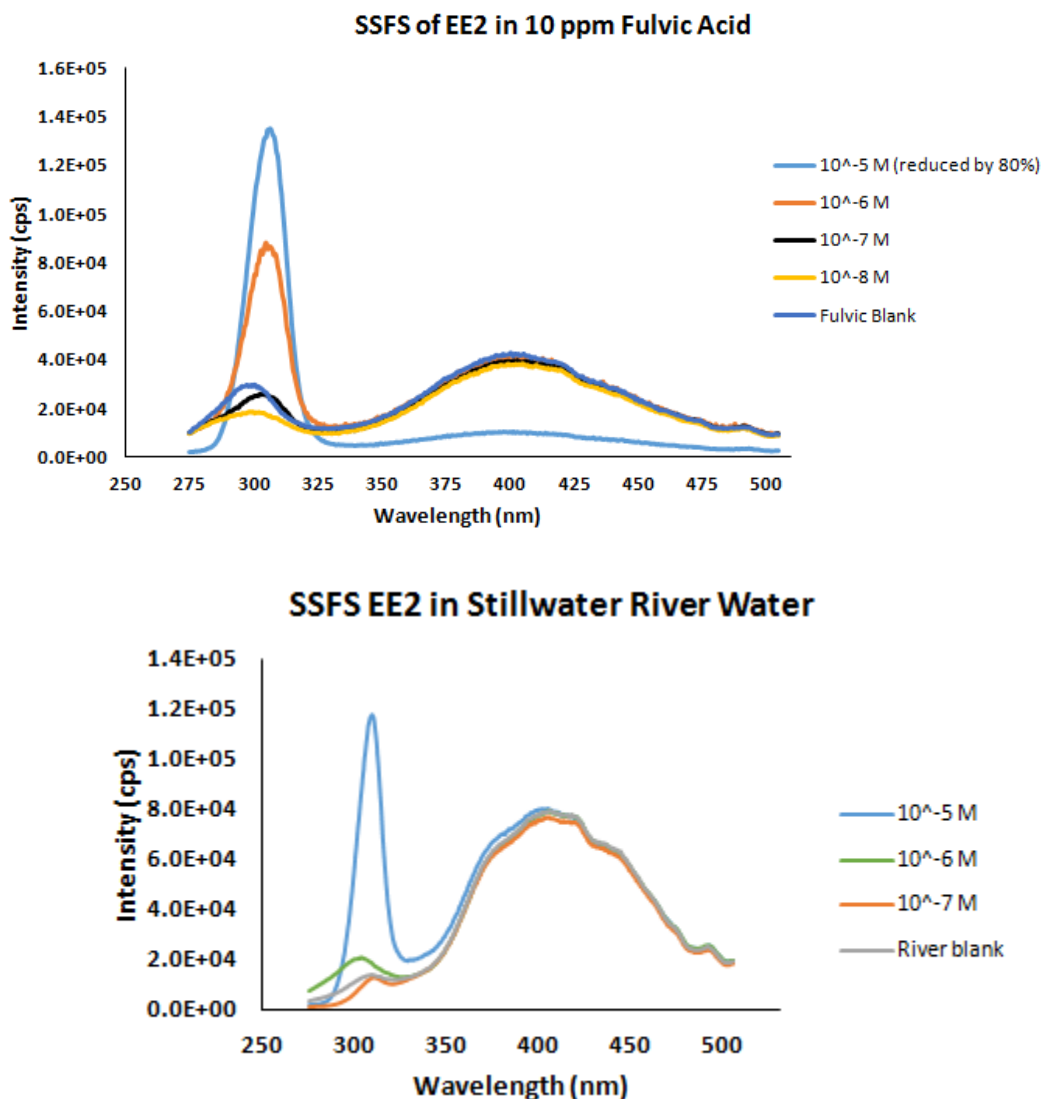 SSFS of EE2 in 10 ppm Fulvic Acid
1.6E+05
1.4E+05
1.2E+05
1.0E+05
8.0E+04
6.0E+04
4.0E+04
2.0E+04
0.0E+00
Intensity (cps)
250 275 300 325 350 375 400 425 450 475 500
Wavelength (nm)
10^-5 M (reduced by 80%)
10^-6 M
10^-7 M
10^-8 M
Fulvic Blank
SSFS EE2 in Stillwater River Water
1.4E+05
1.2E+05
1.0E+05
8.0E+04
6.0E+04
4.0E+04
2.0E+04
0.0E+00
Intensity (cps)
250 300 350 400 450 500
Wavelength (nm)
10^-5 M
10^-6 M
10^-7 M
River blank